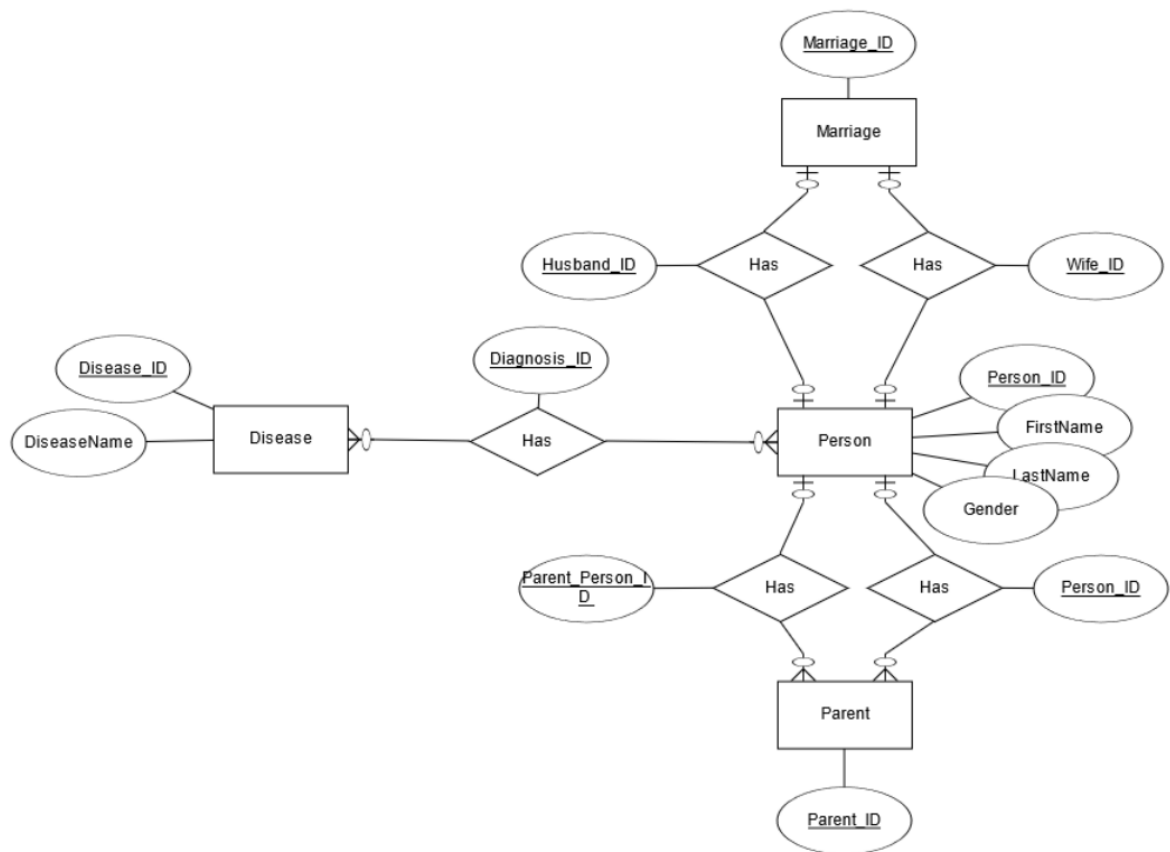 Marriage_ID
Marriage
Husband_ID
Has
Has
Wife_ID
Disease_ID
Diagnosis_ID
Person_ID
DiseaseName
Disease
Has
Person
FirstName
LastName
Gender
Parent_Person_I
D
Has
Has
Person_ID
Parent
Parent_ID